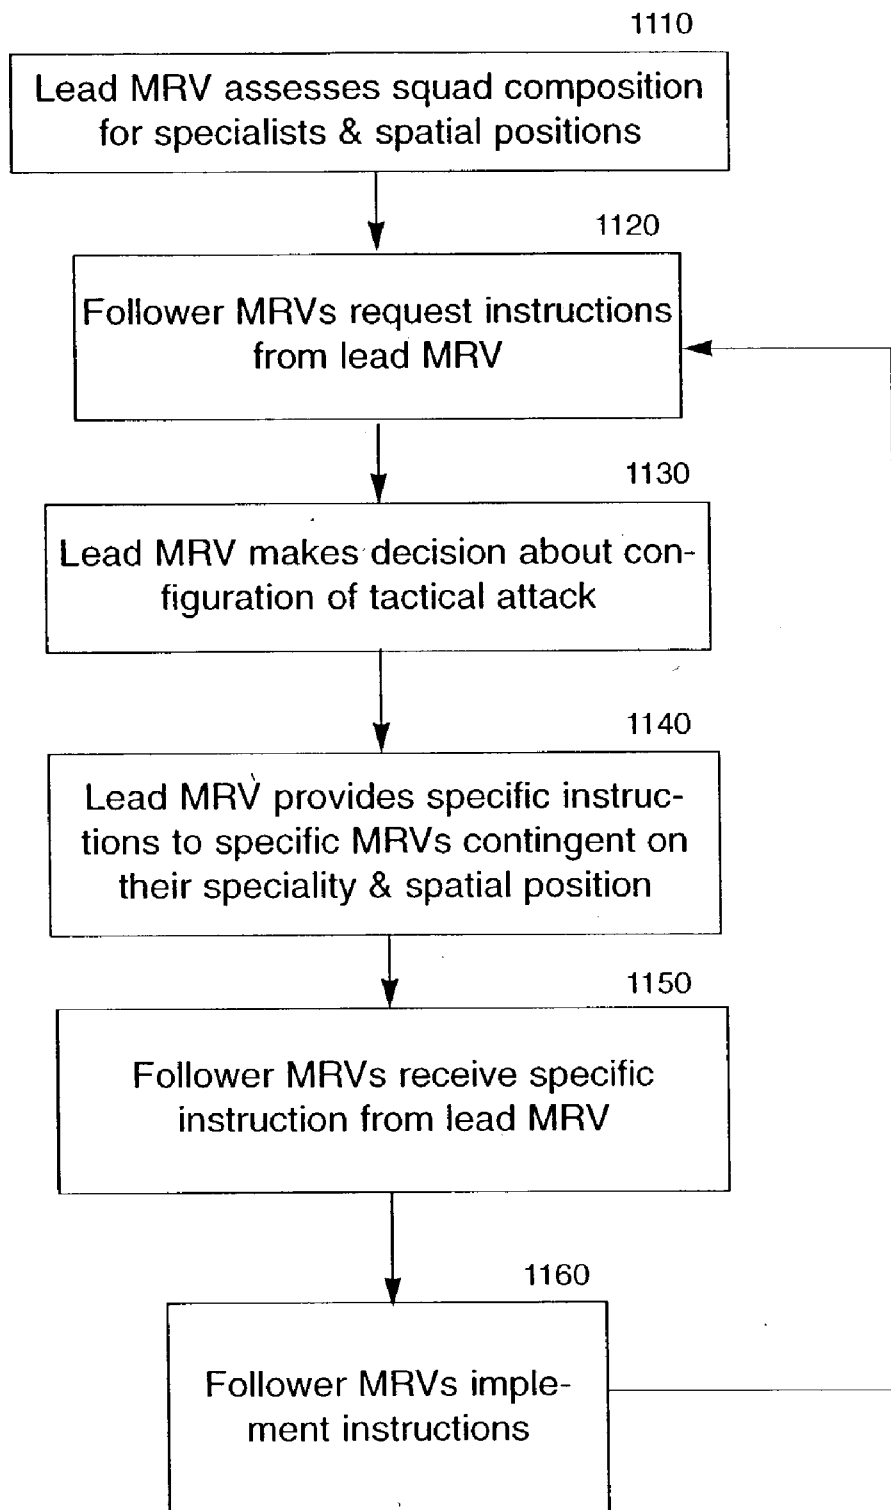 1110
Lead MRV assesses squad composition
for specialists & spatial positions
1120
Follower MRVs request instructions
from lead MRV
1130
Lead MRV makes decision about con-
figuration of tactical attack
1140
Lead MRV provides specific instruc-
tions to specific MRVs contingent on
their speciality & spatial position
1150
Follower MRVs receive specific
instruction from lead MRV
1160
Follower MRVs imple-
ment instructions